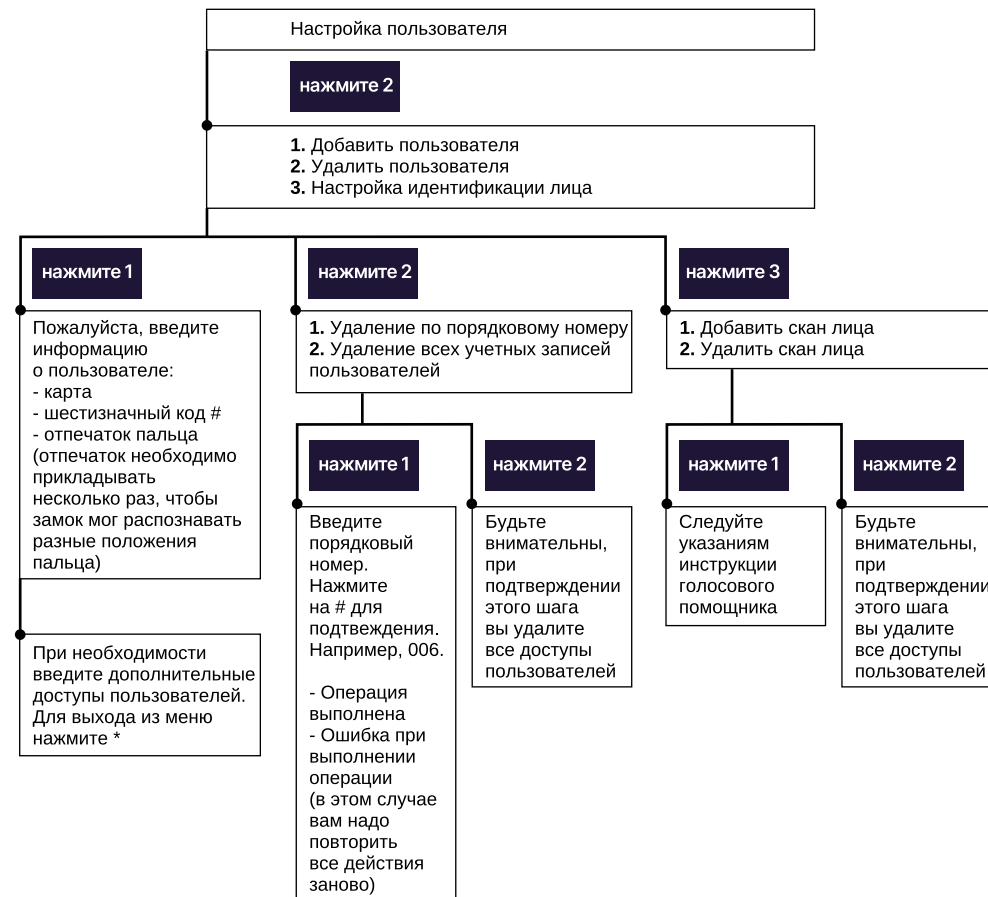 Настройка пользователя
нажмите 2
1. Добавить пользователя
2. Удалить пользователя
3. Настройка идентификации лица
нажмите 1
Пожалуйста, введите
информацию
о пользователе:
- карта
- шестизначный код #
- отпечаток пальца
(отпечаток необходимо
прикладывать
несколько раз, чтобы
замок мог распознавать
разные положения
пальца)
При необходимости
введите дополнительные
доступы пользователей.
Для выхода из меню
нажмите *
нажмите 2
1. Удаление по порядковому номеру
2. Удаление всех учетных записей
пользователей
нажмите 1
Введите
порядковый
номер.
Нажмите
на # для
подтвеждения.
Например, 006.
- Операция
выполнена
- Ошибка при
выполнении
операции
(в этом случае
вам надо
повторить
все действия
заново)
нажмите 2
Будьте
внимательны,
при
подтверждении
этого шага
вы удалите
все доступы
пользователей
нажмите 3
1. Добавить скан лица
2. Удалить скан лица
нажмите 1
Следуйте
указаниям
инструкции
голосового
помощника
нажмите 2
Будьте
внимательны,
при
подтверждении
этого шага
вы удалите
все доступы
пользователей